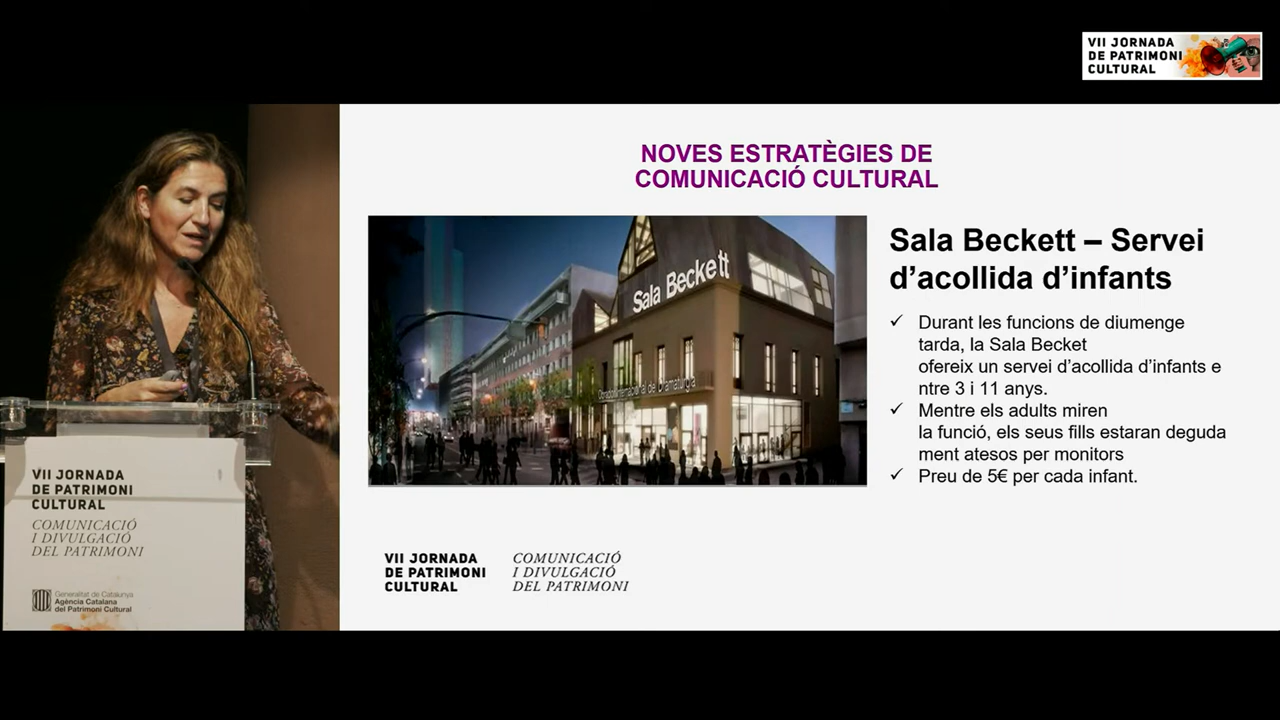 VII JORNADA
DE PATRIMONI
CULTURAL
NOVES ESTRATÈGIES DE
COMUNICACIÓ CULTURAL
Sala Beckett
Obrador Internacional de Dramatúrgia
Sala Beckett – Servei
d’acollida d’infants
✓ Durant les funcions de diumenge
tarda, la Sala Becket
ofereix un servei d’acollida d’infants e
ntre 3 i 11 anys.
✓ Mentre els adults miren
la funció, els seus fills estaran deguda
ment atesos per monitors
✓ Preu de 5€ per cada infant.
VII JORNADA
DE PATRIMONI
CULTURAL
COMUNICACIÓ
I DIVULGACIÓ
DEL PATRIMONI
VII JORNADA
DE PATRIMONI
CULTURAL
COMUNICACIÓ
I DIVULGACIÓ
DEL PATRIMONI
Generalitat de Catalunya
Agència Catalana
del Patrimoni Cultural